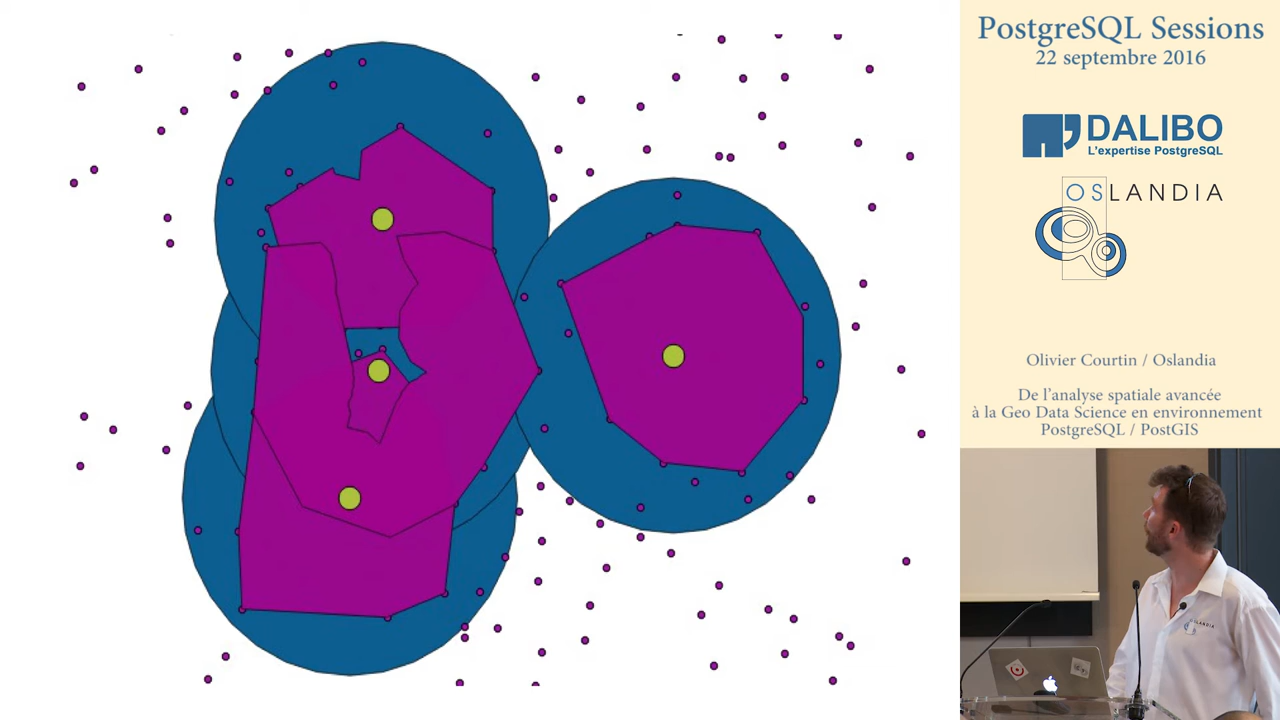 PostgreSQL Sessions
22 septembre 2016
DALIBO
L'expertise PostgreSQL
OSLANDIA
Olivier Courtin / Oslandia
De l'analyse spatiale avancée
à la Geo Data Science en environnement
PostgreSQL / PostGIS
OSLANDIA